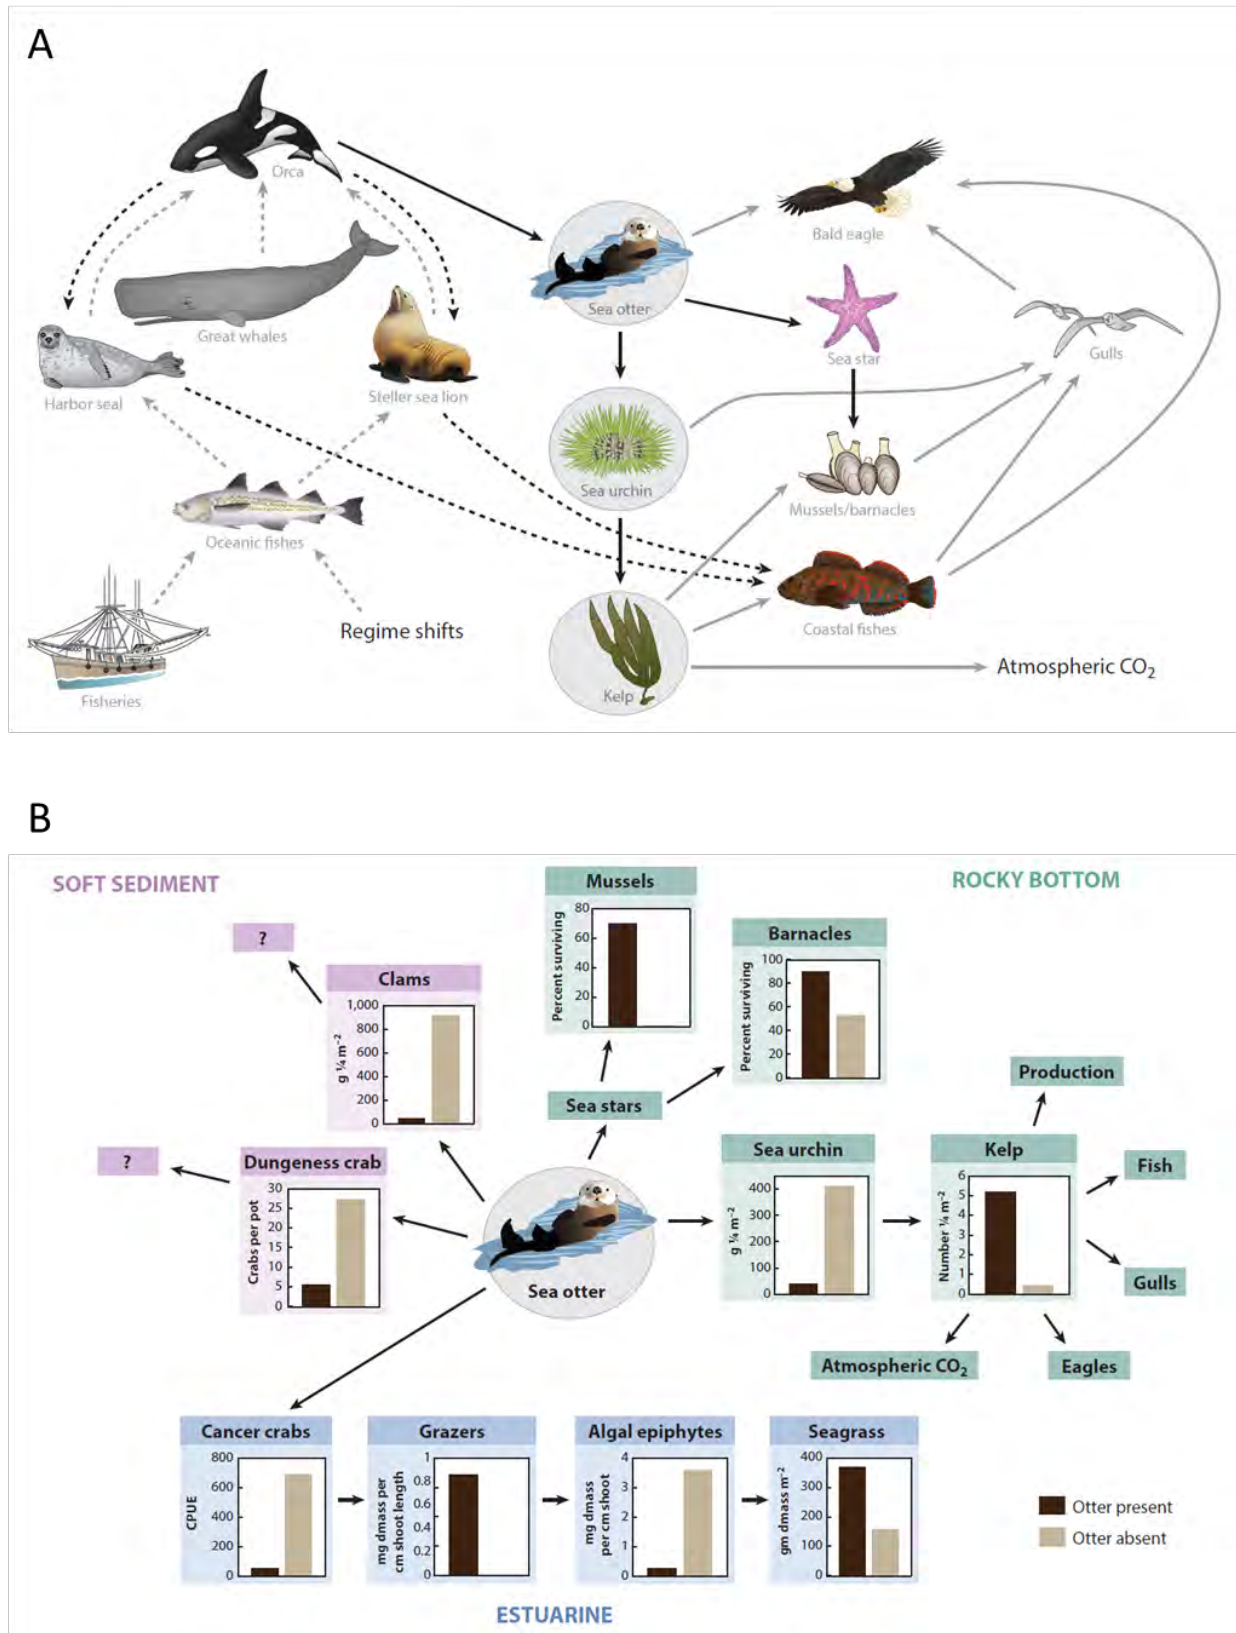 A
Orca
Great whales
Harbor seal
Steller sea lion
Oceanic fishes
Fisheries
Regime shifts
Sea otter
Sea urchin
Kelp
Bald eagle
Sea star
Gulls
Mussels/barnacles
Coastal fishes
Atmospheric CO₂
B
SOFT SEDIMENT
ROCKY BOTTOM
?
Clams
g ¼ m⁻²
1,000
800
600
400
200
0
?
Dungeness crab
Crabs per pot
30
25
20
15
10
5
0
Mussels
Percent surviving
80
60
40
20
0
Barnacles
Percent surviving
100
80
60
40
20
0
Sea stars
Sea otter
Sea urchin
g ¼ m⁻²
400
300
200
100
0
Kelp
Number ¼ m⁻²
6
5
4
3
2
1
0
Production
Fish
Gulls
Eagles
Atmospheric CO₂
Cancer crabs
CPUE
800
600
400
200
0
Grazers
mg dmass per
cm shoot length
1
0.8
0.6
0.4
0.2
0
Algal epiphytes
mg dmass
per cm shoot
4
3
2
1
0
Seagrass
gm dmass m⁻²
400
300
200
100
0
Otter present
Otter absent
ESTUARINE